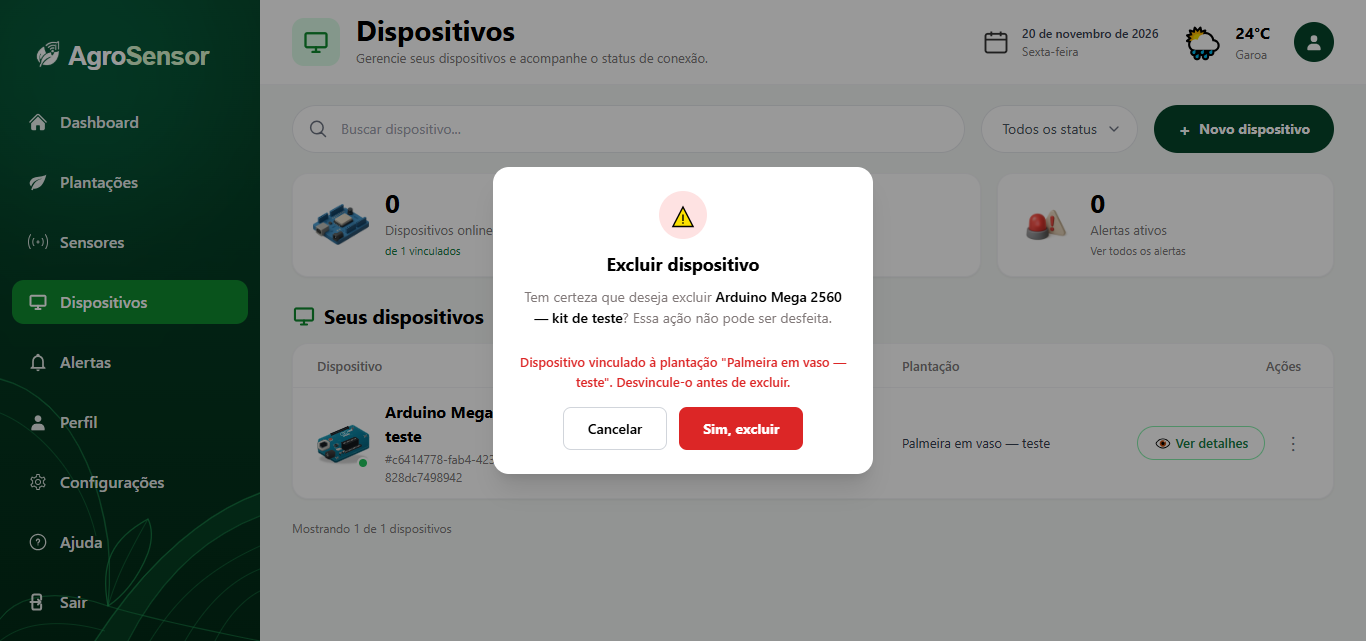 AgroSensor
Dashboard
Plantações
Sensores
Dispositivos
Alertas
Perfil
Configurações
Ajuda
Sair
Dispositivos
Gerencie seus dispositivos e acompanhe o status de conexão.
20 de novembro de 2026
Sexta-feira
24°C
Garoa
Buscar dispositivo...
Todos os status
+ Novo dispositivo
0
Dispositivos online
de 1 vinculados
0
Alertas ativos
Ver todos os alertas
Excluir dispositivo
Tem certeza que deseja excluir Arduino Mega 2560
— kit de teste? Essa ação não pode ser desfeita.
Dispositivo vinculado à plantação "Palmeira em vaso —
teste". Desvincule-o antes de excluir.
Cancelar
Sim, excluir
Seus dispositivos
Dispositivo
Plantação
Ações
Arduino Mega
teste
#c6414778-fab4-423
828dc7498942
Palmeira em vaso — teste
Ver detalhes
Mostrando 1 de 1 dispositivos